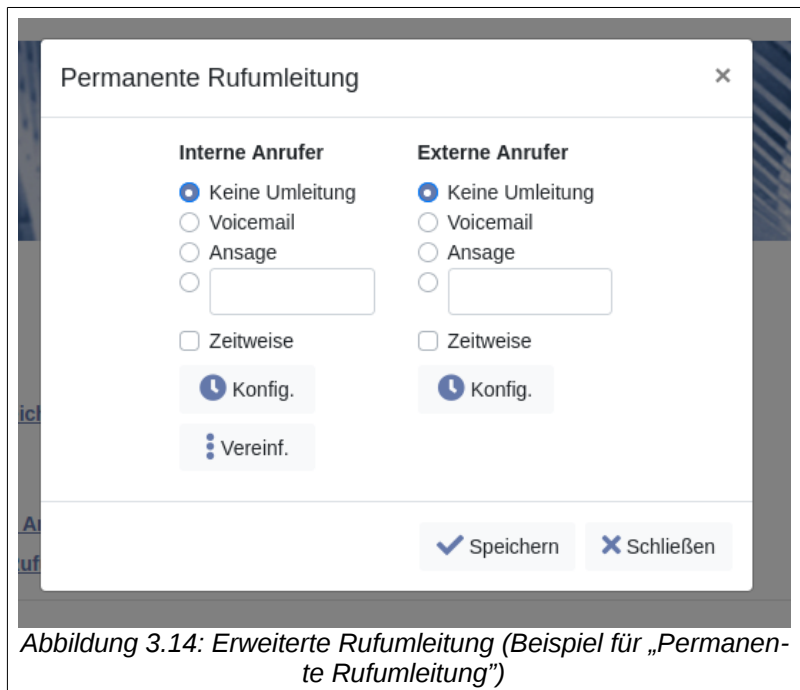 Permanente Rufumleitung ×
Interne Anrufer Externe Anrufer
Keine Umleitung Keine Umleitung
Voicemail Voicemail
Ansage Ansage
Zeitweise Zeitweise
Konfig. Konfig.
Vereinf.
Speichern Schließen
Abbildung 3.14: Erweiterte Rufumleitung (Beispiel für „Permanen-
te Rufumleitung”)